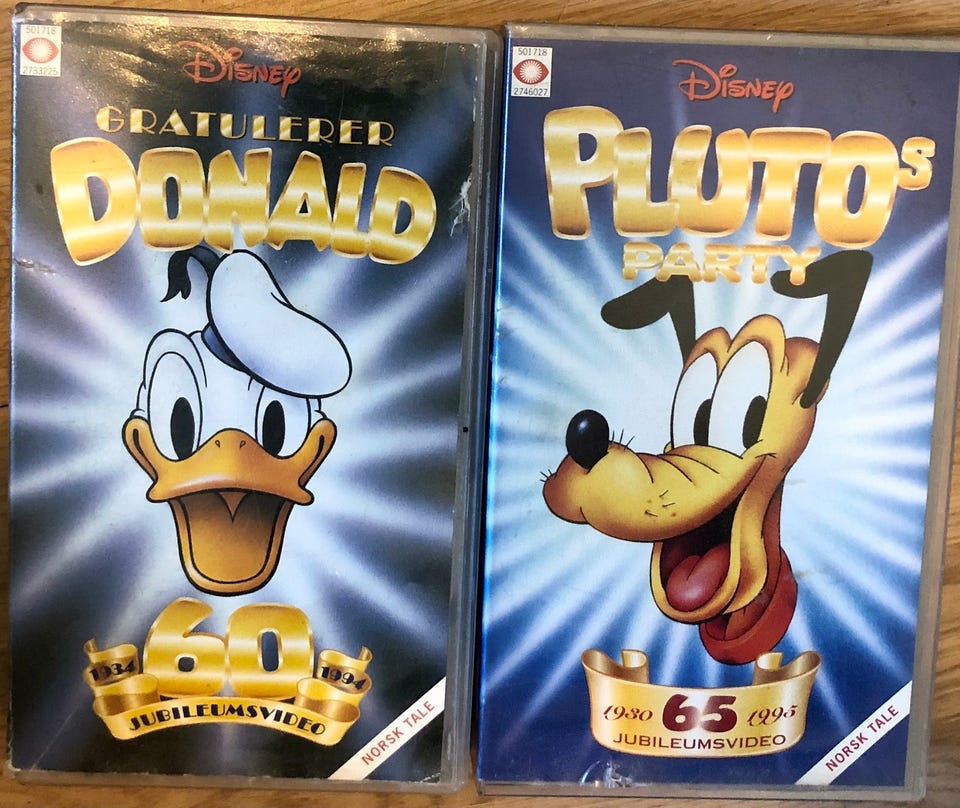 501718
2733225
Disney
GRATULERER
DONALD
60
1934 1994
JUBILEUMSVIDEO
NORSK TALE
501718
2746027
Disney
PLUTOs
PARTY
1930 65 1995
JUBILEUMSVIDEO
NORSK TALE